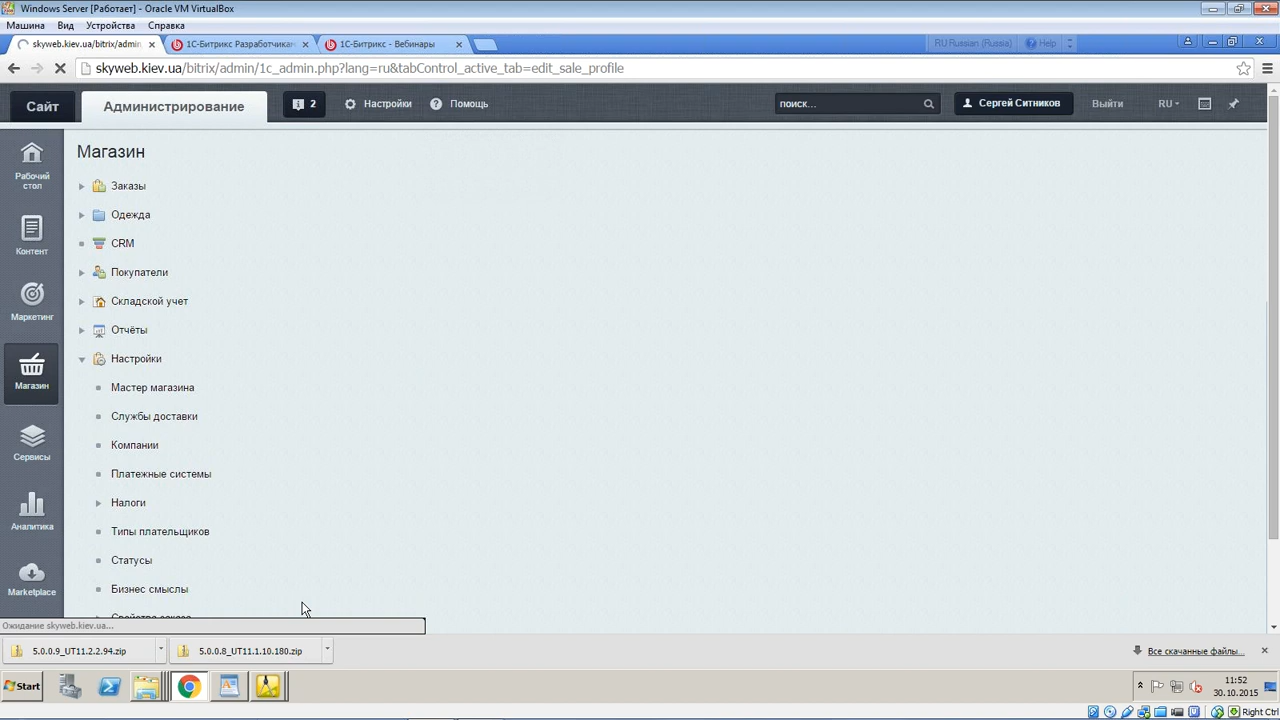 Windows Server [Работает] - Oracle VM VirtualBox
Машина Вид Устройства Справка
skyweb.kiev.ua/bitrix/admin
1С-Битрикс Разработчикам
1С-Битрикс - Вебинары
RU Russian (Russia)
Help
skyweb.kiev.ua/bitrix/admin/1c_admin.php?lang=ru&tabControl_active_tab=edit_sale_profile
Сайт
Администрирование
2
Настройки
Помощь
поиск...
Сергей Ситников
Выйти
RU
Рабочий
стол
Контент
Маркетинг
Магазин
Сервисы
Аналитика
Marketplace
Магазин
Заказы
Одежда
CRM
Покупатели
Складской учет
Отчёты
Настройки
Мастер магазина
Службы доставки
Компании
Платежные системы
Налоги
Типы плательщиков
Статусы
Бизнес смыслы
Свойства заказа
Ожидание skyweb.kiev.ua...
5.0.0.9_UT11.2.2.94.zip
5.0.0.8_UT11.1.10.180.zip
Все скачанные файлы...
Start
11:52
30.10.2015
Right Ctrl